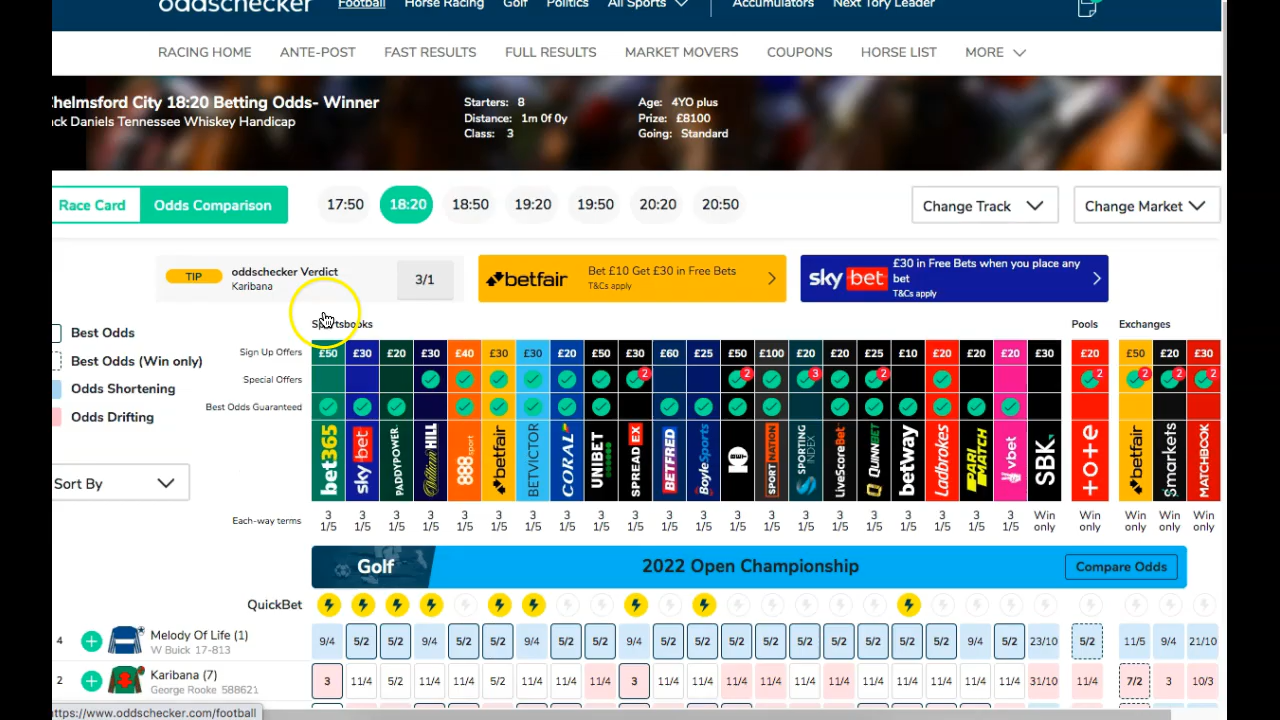 oddschecker Football Horse Racing Golf Politics All Sports Accumulators Next Tory Leader
RACING HOME ANTE-POST FAST RESULTS FULL RESULTS MARKET MOVERS COUPONS HORSE LIST MORE
helmsford City 18:20 Betting Odds- Winner
ck Daniels Tennessee Whiskey Handicap
Starters: 8
Distance: 1m 0f 0y
Class: 3
Age: 4YO plus
Prize: £8100
Going: Standard
Race Card Odds Comparison 17:50 18:20 18:50 19:20 19:50 20:20 20:50 Change Track Change Market
TIP oddschecker Verdict
Karibana
3/1
betfair Bet £10 Get £30 in Free Bets
T&Cs apply
sky bet £30 in Free Bets when you place any
bet
T&Cs apply
Best Odds
Best Odds (Win only)
Odds Shortening
Odds Drifting
Sort By
Sportsbooks Pools Exchanges
Sign Up Offers £50 £30 £20 £30 £40 £30 £30 £20 £50 £30 £60 £25 £50 £100 £20 £20 £25 £10 £20 £20 £20 £30 £20 £50 £20 £30
Special Offers 2 2 3 2 2 2 2 2
Best Odds Guaranteed
bet365 sky bet PADDYPOWER. William HILL 888sport betfair BETVICTOR CORAL UNIBET SPREAD EX BETFRED BoyleSports 10 BET SPORT NATION SPORTING INDEX LiveScoreBet QUINNBET betway Ladbrokes PARI MATCH vbet SBK tote betfair smarkets MATCHBOOK
Each-way terms 3 3 3 3 3 3 3 3 3 3 3 3 3 3 3 3 3 3 3 3 3 Win Win Win Win Win
1/5 1/5 1/5 1/5 1/5 1/5 1/5 1/5 1/5 1/5 1/5 1/5 1/5 1/5 1/5 1/5 1/5 1/5 1/5 1/5 1/5 only only only only only
Golf 2022 Open Championship Compare Odds
QuickBet
4 Melody Of Life (1) 9/4 5/2 5/2 9/4 5/2 5/2 9/4 5/2 5/2 9/4 5/2 5/2 5/2 5/2 5/2 5/2 5/2 5/2 5/2 9/4 5/2 23/10 5/2 11/5 9/4 21/10
W Buick 17-813
2 Karibana (7) 3 11/4 5/2 11/4 11/4 5/2 11/4 11/4 11/4 3 11/4 11/4 11/4 11/4 11/4 11/4 11/4 11/4 11/4 11/4 11/4 31/10 11/4 7/2 3 10/3
George Rooke 588621
https://www.oddschecker.com/football